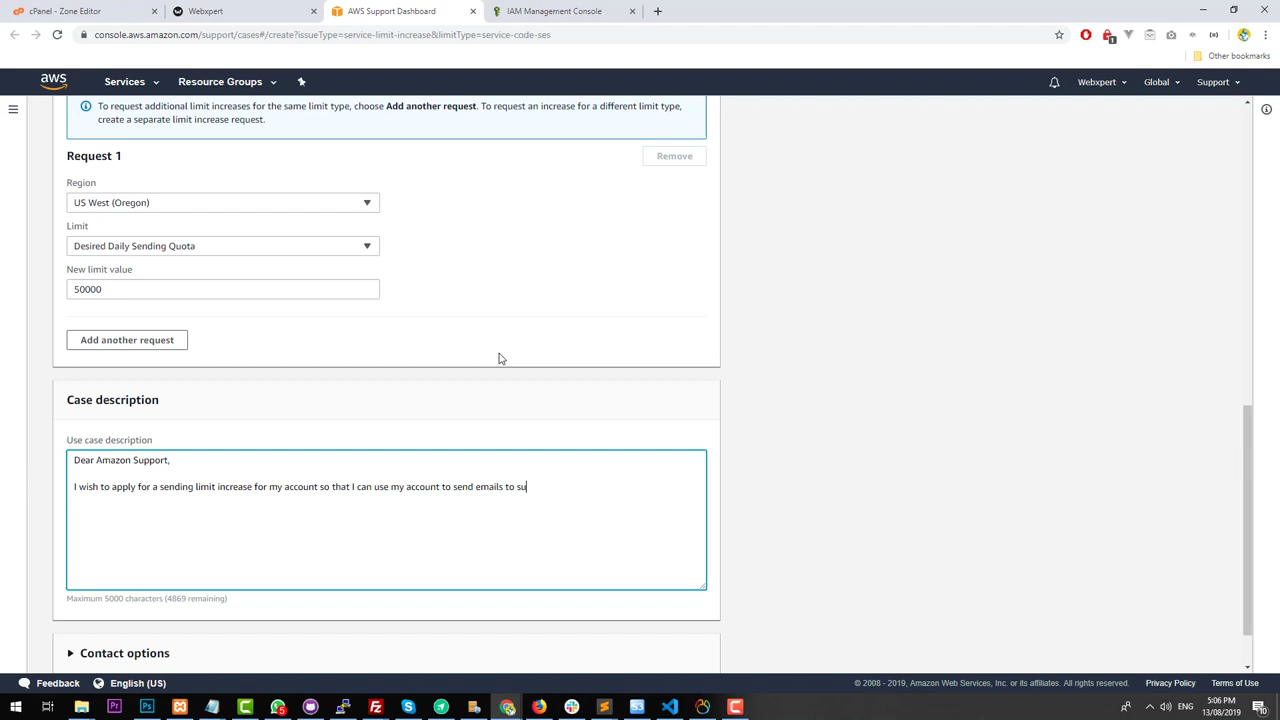 cPanel - Zone Editor
Webxpert
AWS Support Dashboard
IAM Management Console
console.aws.amazon.com/support/cases#/create?issueType=service-limit-increase&limitType=service-code-ses
1
Other bookmarks
aws
Services
Resource Groups
Webxpert
Global
Support
To request additional limit increases for the same limit type, choose Add another request. To request an increase for a different limit type,
create a separate limit increase request.
Request 1
Remove
Region
US West (Oregon)
Limit
Desired Daily Sending Quota
New limit value
50000
Add another request
Case description
Use case description
Dear Amazon Support,
I wish to apply for a sending limit increase for my account so that I can use my account to send emails to su
Maximum 5000 characters (4869 remaining)
Contact options
Feedback
English (US)
© 2008 - 2019, Amazon Web Services, Inc. or its affiliates. All rights reserved.
Privacy Policy
Terms of Use
ENG
5:06 PM
13/08/2019